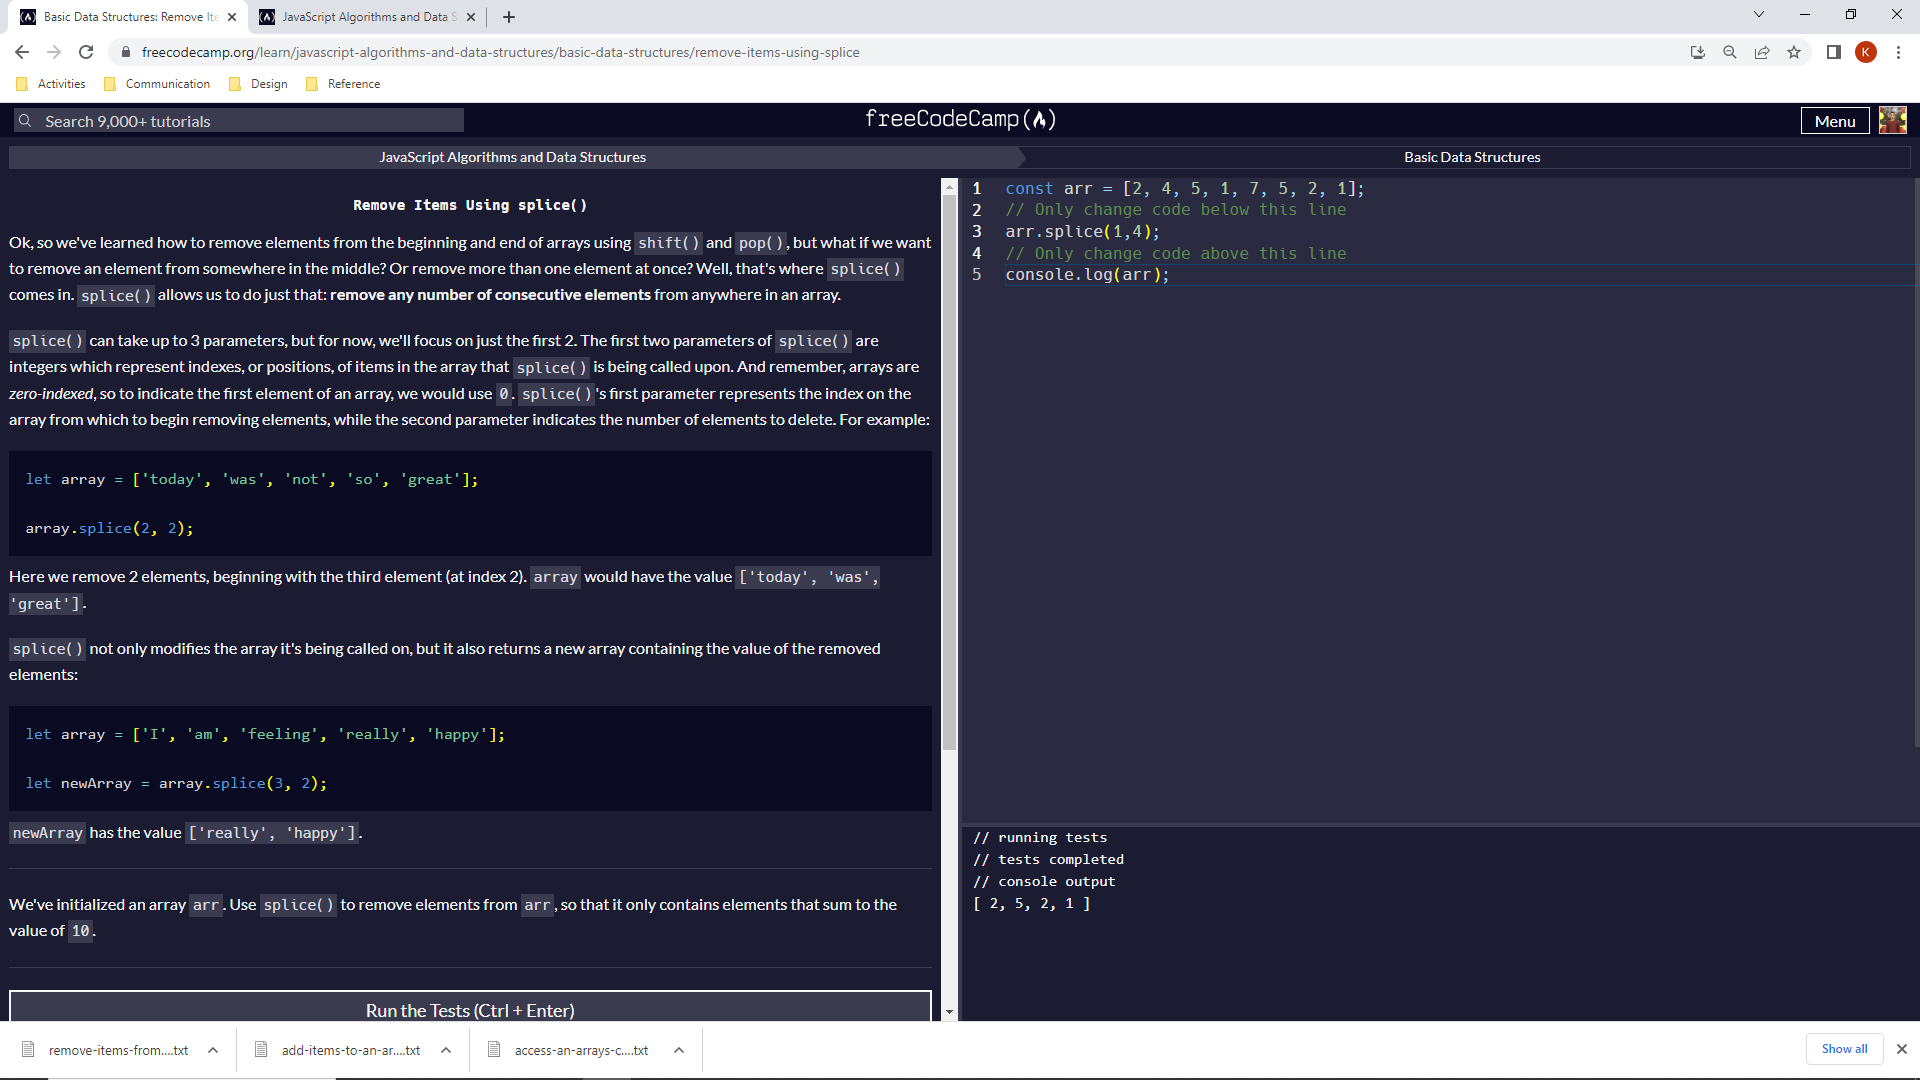 Basic Data Structures: Remove Ite
JavaScript Algorithms and Data S
freecodecamp.org/learn/javascript-algorithms-and-data-structures/basic-data-structures/remove-items-using-splice
K
Activities
Communication
Design
Reference
Search 9,000+ tutorials
freeCodeCamp
Menu
JavaScript Algorithms and Data Structures
Basic Data Structures
Remove Items Using splice()
Ok, so we've learned how to remove elements from the beginning and end of arrays using shift() and pop(), but what if we want
to remove an element from somewhere in the middle? Or remove more than one element at once? Well, that's where splice()
comes in. splice() allows us to do just that: remove any number of consecutive elements from anywhere in an array.
splice() can take up to 3 parameters, but for now, we'll focus on just the first 2. The first two parameters of splice() are
integers which represent indexes, or positions, of items in the array that splice() is being called upon. And remember, arrays are
zero-indexed, so to indicate the first element of an array, we would use 0. splice()'s first parameter represents the index on the
array from which to begin removing elements, while the second parameter indicates the number of elements to delete. For example:
let array = ['today', 'was', 'not', 'so', 'great'];
array.splice(2, 2);
Here we remove 2 elements, beginning with the third element (at index 2). array would have the value ['today', 'was',
'great'].
splice() not only modifies the array it's being called on, but it also returns a new array containing the value of the removed
elements:
let array = ['I', 'am', 'feeling', 'really', 'happy'];
let newArray = array.splice(3, 2);
newArray has the value ['really', 'happy'].
We've initialized an array arr. Use splice() to remove elements from arr, so that it only contains elements that sum to the
value of 10.
Run the Tests (Ctrl + Enter)
1 const arr = [2, 4, 5, 1, 7, 5, 2, 1];
2 // Only change code below this line
3 arr.splice(1,4);
4 // Only change code above this line
5 console.log(arr);
// running tests
// tests completed
// console output
[ 2, 5, 2, 1 ]
remove-items-from....txt
add-items-to-an-ar....txt
access-an-arrays-c....txt
Show all